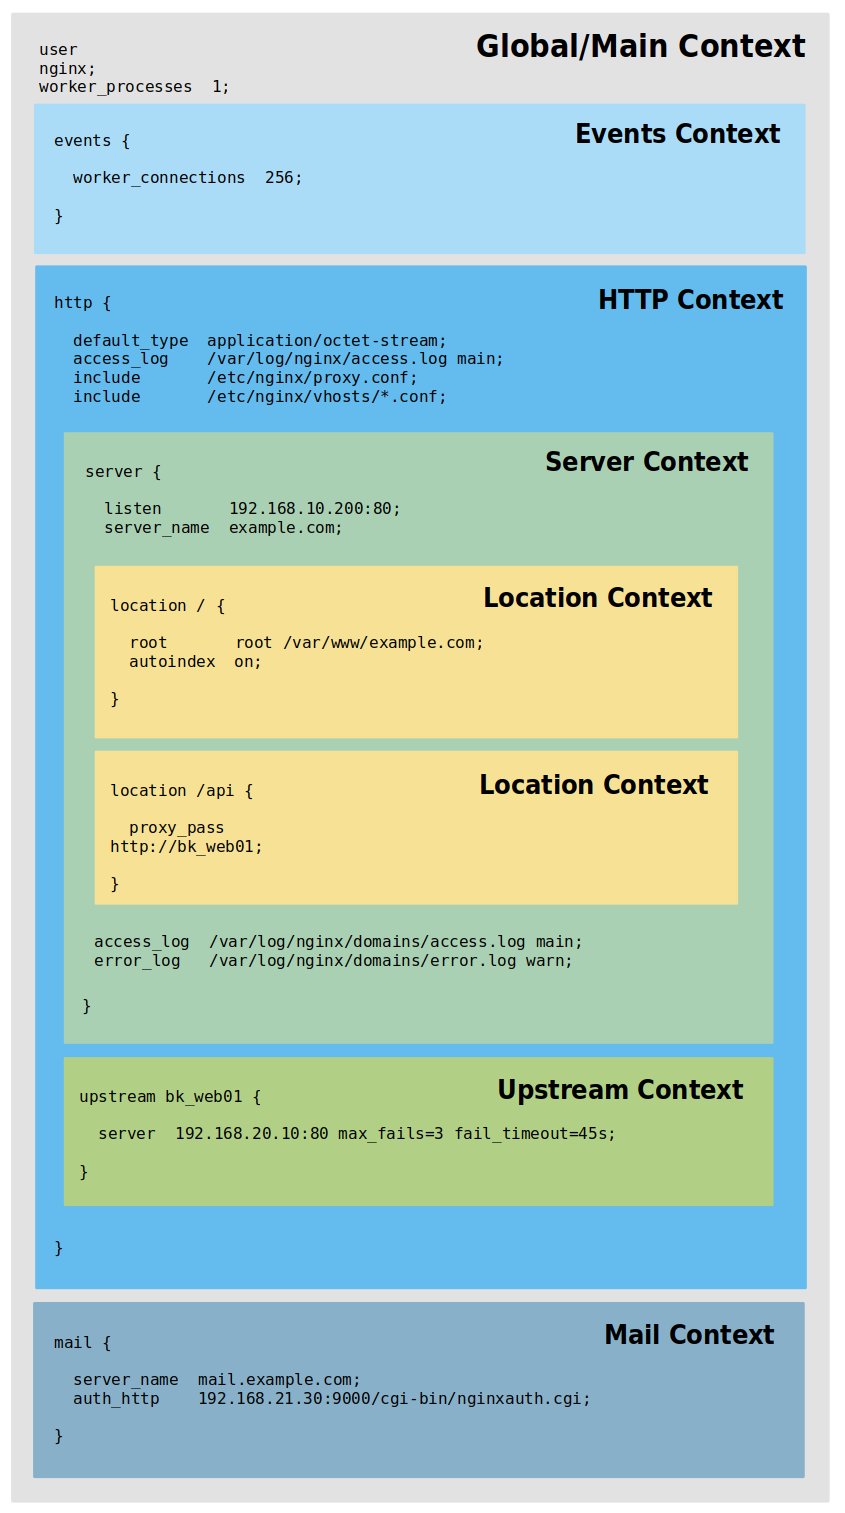 Global/Main Context
user
nginx;
worker_processes  1;
Events Context
events {
  worker_connections  256;
}
HTTP Context
http {
  default_type  application/octet-stream;
  access_log    /var/log/nginx/access.log main;
  include       /etc/nginx/proxy.conf;
  include       /etc/nginx/vhosts/*.conf;
Server Context
server {
  listen       192.168.10.200:80;
  server_name  example.com;
Location Context
location / {
  root       root /var/www/example.com;
  autoindex  on;
}
Location Context
location /api {
  proxy_pass
http://bk_web01;
}
access_log  /var/log/nginx/domains/access.log main;
error_log   /var/log/nginx/domains/error.log warn;
}
Upstream Context
upstream bk_web01 {
  server  192.168.20.10:80 max_fails=3 fail_timeout=45s;
}
}
Mail Context
mail {
  server_name  mail.example.com;
  auth_http    192.168.21.30:9000/cgi-bin/nginxauth.cgi;
}